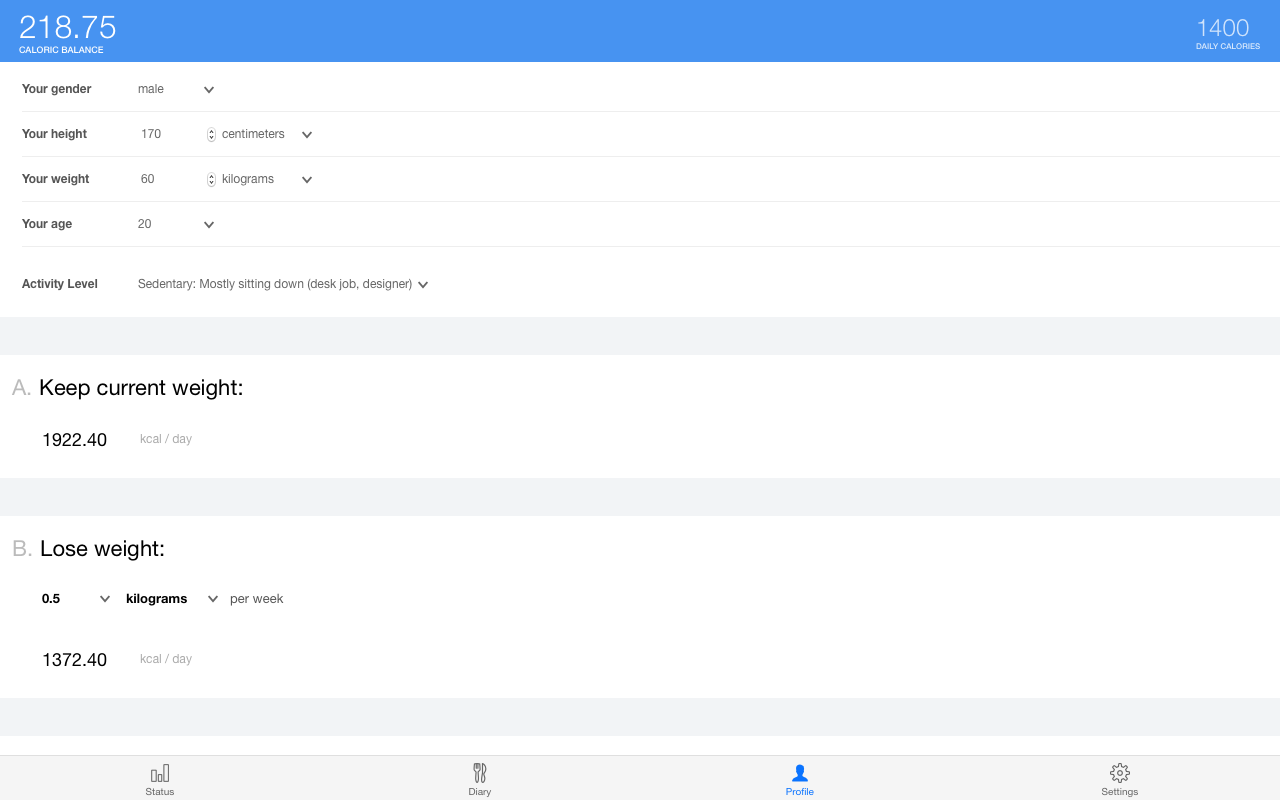 218.75
CALORIC BALANCE
1400
DAILY CALORIES
Your gender male
Your height 170 centimeters
Your weight 60 kilograms
Your age 20
Activity Level Sedentary: Mostly sitting down (desk job, designer)
A. Keep current weight:
1922.40 kcal / day
B. Lose weight:
0.5 kilograms per week
1372.40 kcal / day
Status Diary Profile Settings